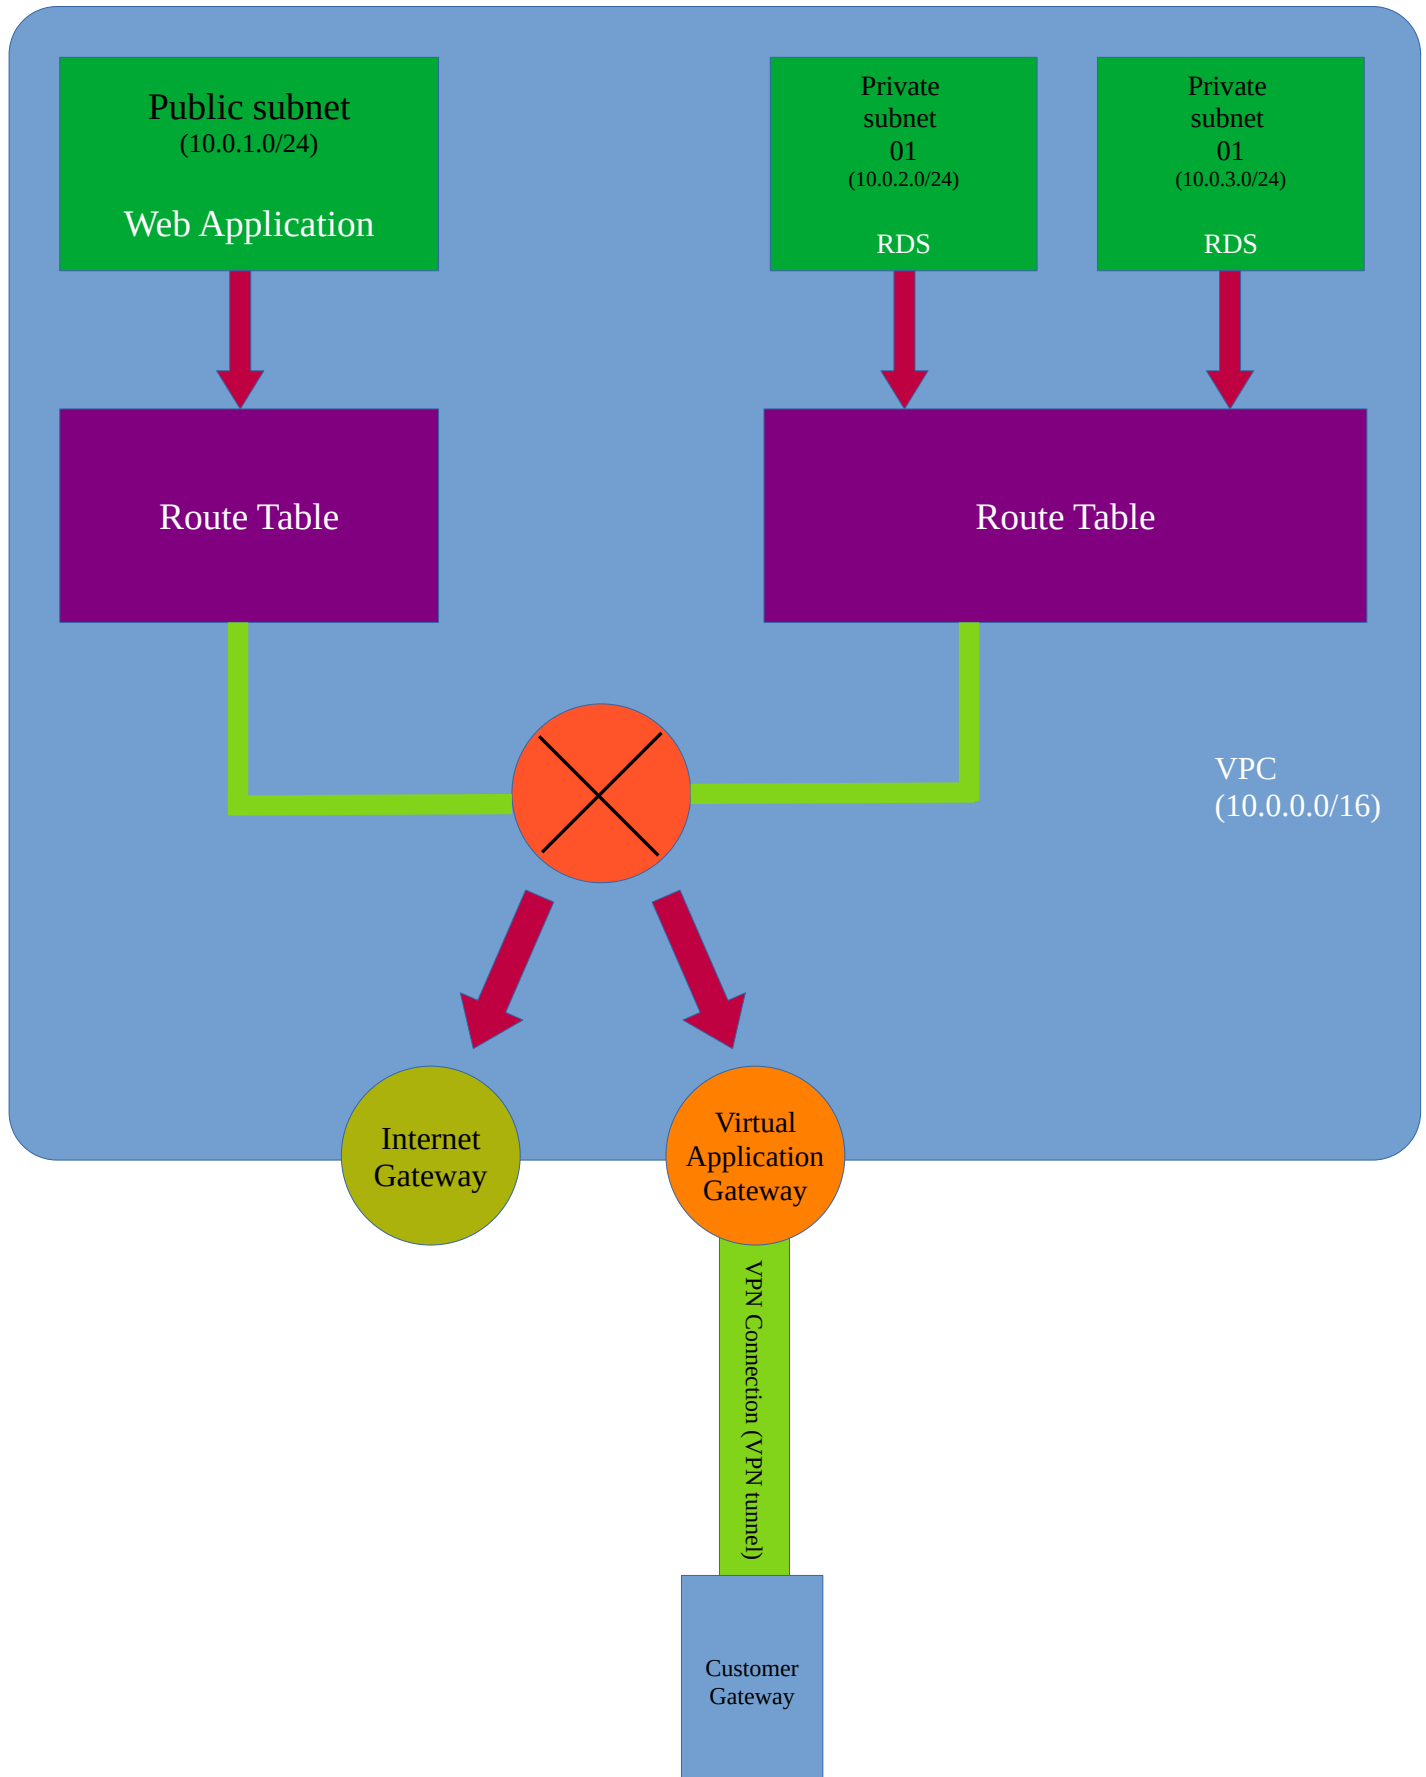 Public subnet
(10.0.1.0/24)
Web Application
Private
subnet
01
(10.0.2.0/24)
RDS
Private
subnet
01
(10.0.3.0/24)
RDS
Route Table
Route Table
VPC
(10.0.0.0/16)
Internet
Gateway
Virtual
Application
Gateway
VPN Connection (VPN tunnel)
Customer
Gateway